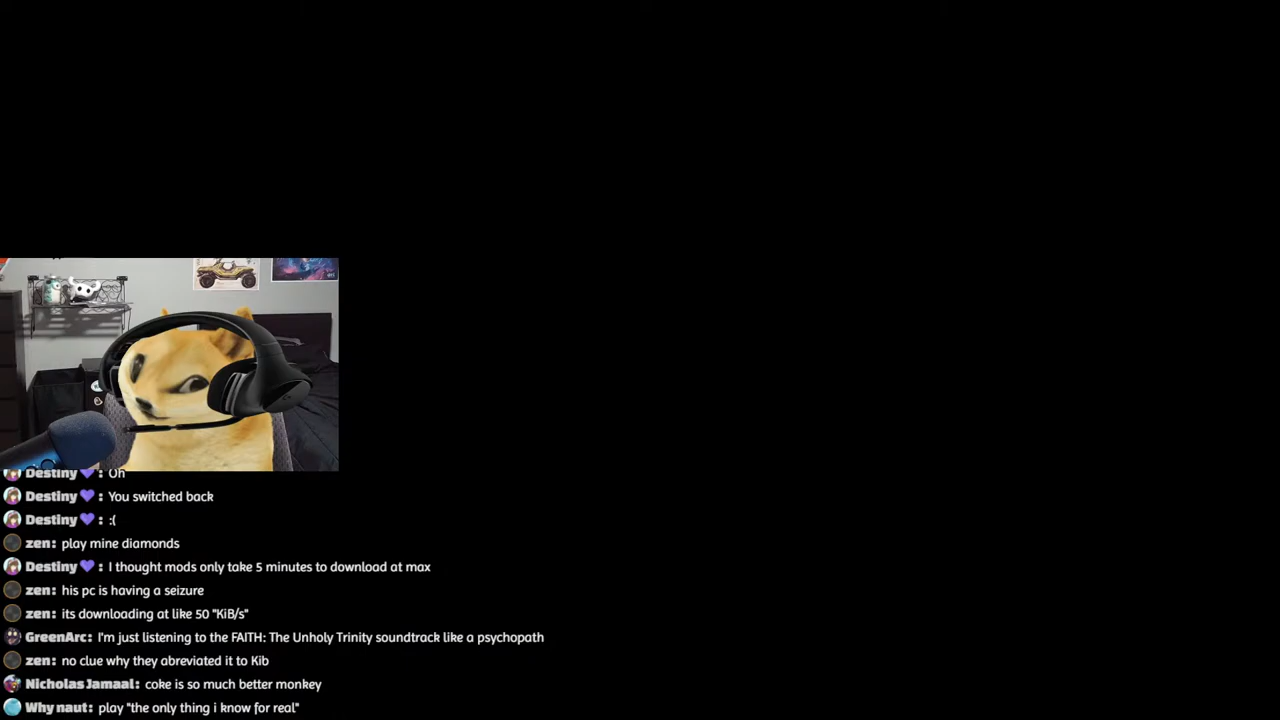 Destiny💜: Oh
Destiny💜: You switched back
Destiny💜: :(
zen: play mine diamonds
Destiny💜: I thought mods only take 5 minutes to download at max
zen: his pc is having a seizure
zen: its downloading at like 50 "KiB/s"
GreenArc: I'm just listening to the FAITH: The Unholy Trinity soundtrack like a psychopath
zen: no clue why they abreviated it to Kib
Nicholas Jamaal: coke is so much better monkey
Why naut: play "the only thing i know for real"